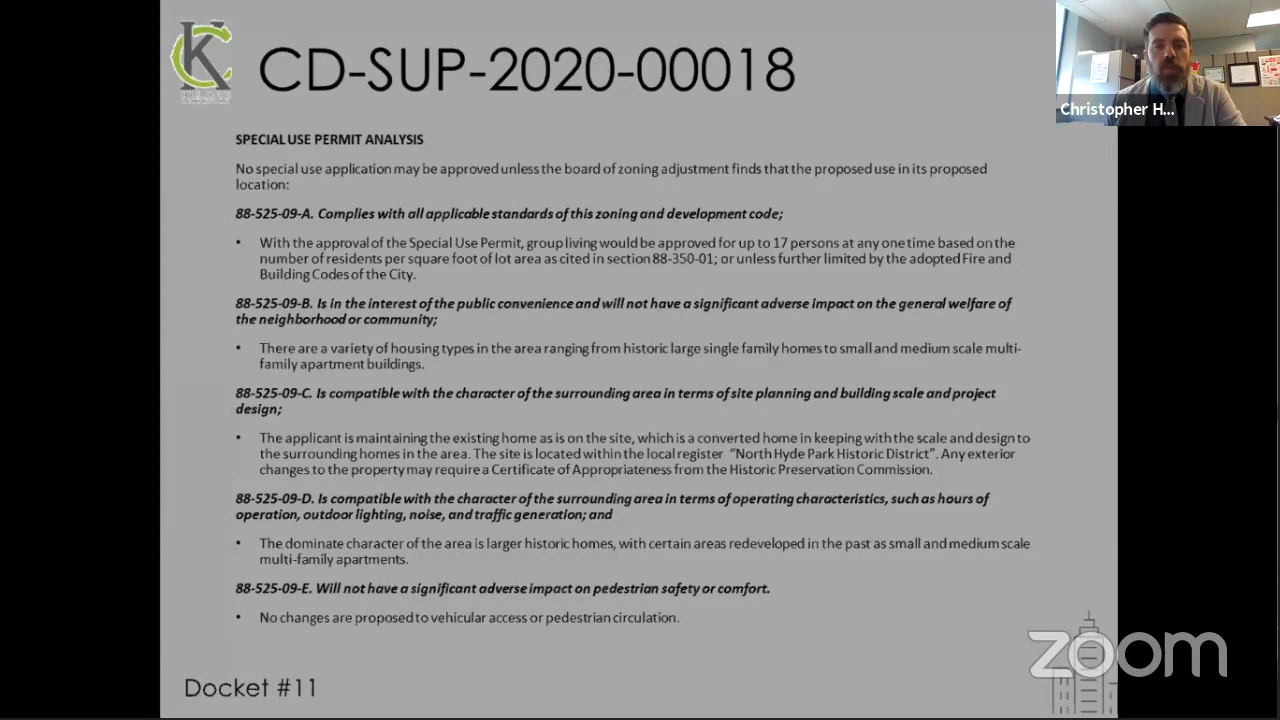 KC
CD-SUP-2020-00018
Christopher H...
SPECIAL USE PERMIT ANALYSIS
No special use application may be approved unless the board of zoning adjustment finds that the proposed use in its proposed
location:
88-525-09-A. Complies with all applicable standards of this zoning and development code;
• With the approval of the Special Use Permit, group living would be approved for up to 17 persons at any one time based on the
number of residents per square foot of lot area as cited in section 88-350-01; or unless further limited by the adopted Fire and
Building Codes of the City.
88-525-09-B. Is in the interest of the public convenience and will not have a significant adverse impact on the general welfare of
the neighborhood or community;
• There are a variety of housing types in the area ranging from historic large single family homes to small and medium scale multi-
family apartment buildings.
88-525-09-C. Is compatible with the character of the surrounding area in terms of site planning and building scale and project
design;
• The applicant is maintaining the existing home as is on the site, which is a converted home in keeping with the scale and design to
the surrounding homes in the area. The site is located within the local register "North Hyde Park Historic District". Any exterior
changes to the property may require a Certificate of Appropriateness from the Historic Preservation Commission.
88-525-09-D. Is compatible with the character of the surrounding area in terms of operating characteristics, such as hours of
operation, outdoor lighting, noise, and traffic generation; and
• The dominate character of the area is larger historic homes, with certain areas redeveloped in the past as small and medium scale
multi-family apartments.
88-525-09-E. Will not have a significant adverse impact on pedestrian safety or comfort.
• No changes are proposed to vehicular access or pedestrian circulation.
zoom
Docket #11